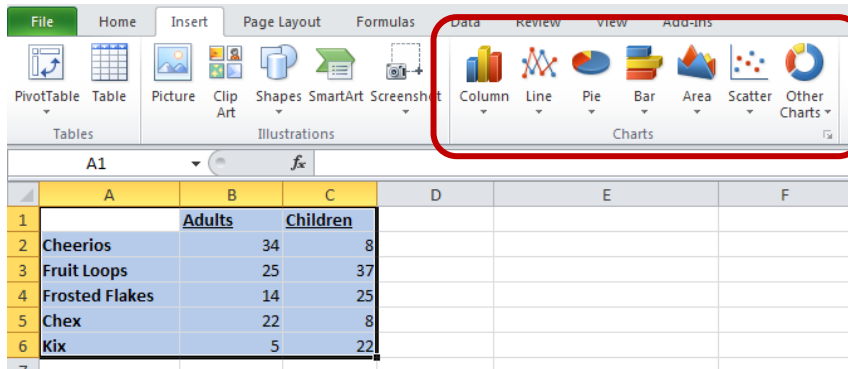 File Home Insert Page Layout Formulas Data Review View Add-Ins
PivotTable Table Picture Clip Art Shapes SmartArt Screenshot Column Line Pie Bar Area Scatter Other Charts
Tables Illustrations Charts
A1 fx
A B C D E F
1 Adults Children
2 Cheerios 34 8
3 Fruit Loops 25 37
4 Frosted Flakes 14 25
5 Chex 22 8
6 Kix 5 22
7